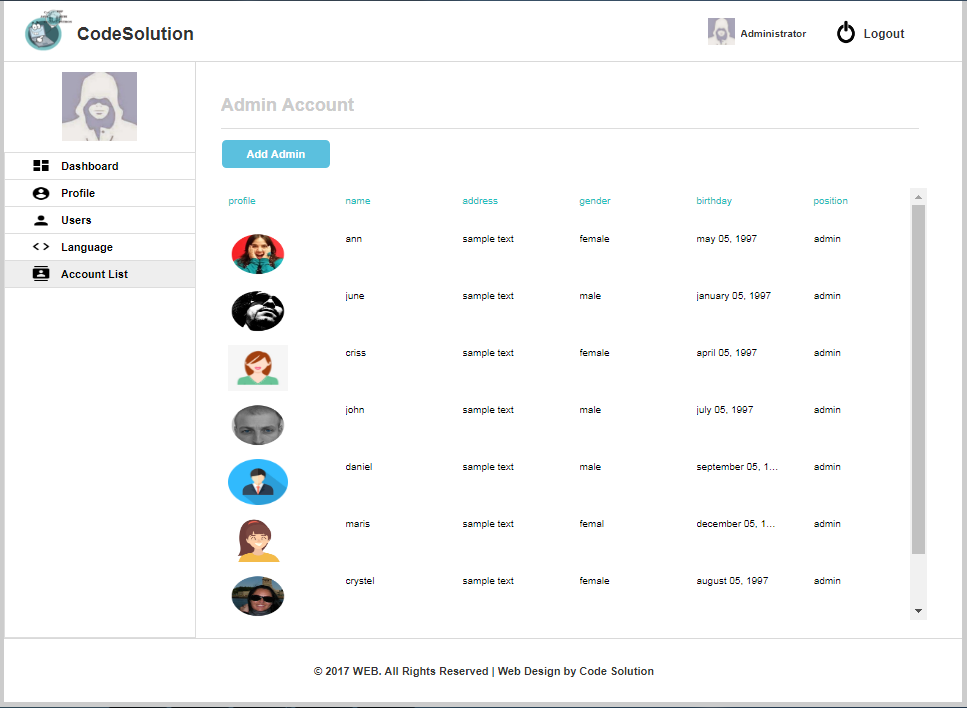 CodeSolution
Administrator
Logout
Dashboard
Profile
Users
Language
Account List
Admin Account
Add Admin
profile name address gender birthday position
ann sample text female may 05, 1997 admin
june sample text male january 05, 1997 admin
criss sample text female april 05, 1997 admin
john sample text male july 05, 1997 admin
daniel sample text male september 05, 1... admin
maris sample text femal december 05, 1... admin
crystel sample text female august 05, 1997 admin
© 2017 WEB. All Rights Reserved | Web Design by Code Solution